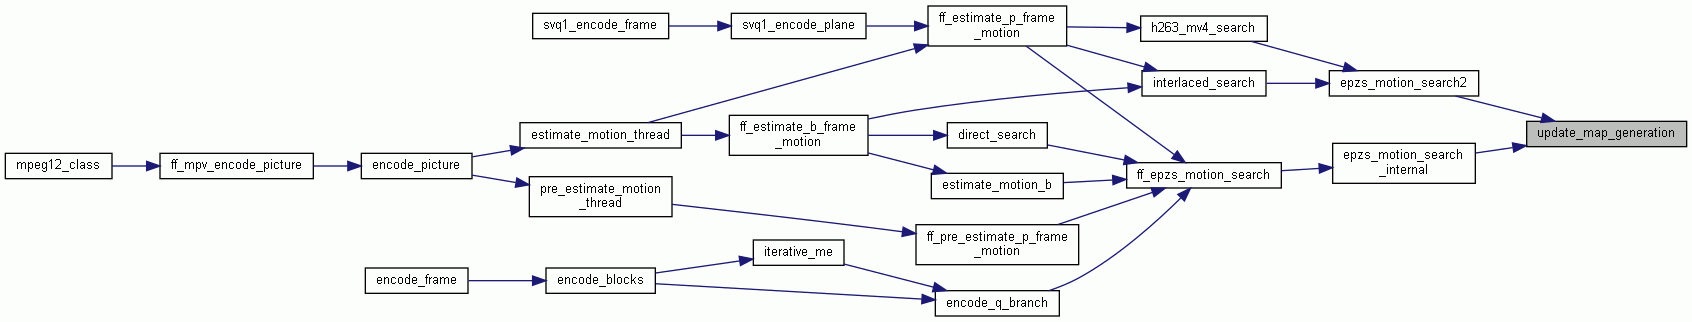 svq1_encode_frame
svq1_encode_plane
ff_estimate_p_frame
_motion
h263_mv4_search
interlaced_search
epzs_motion_search2
estimate_motion_thread
ff_estimate_b_frame
_motion
direct_search
update_map_generation
mpeg12_class
ff_mpv_encode_picture
encode_picture
epzs_motion_search
_internal
pre_estimate_motion
_thread
estimate_motion_b
ff_epzs_motion_search
ff_pre_estimate_p_frame
_motion
iterative_me
encode_frame
encode_blocks
encode_q_branch